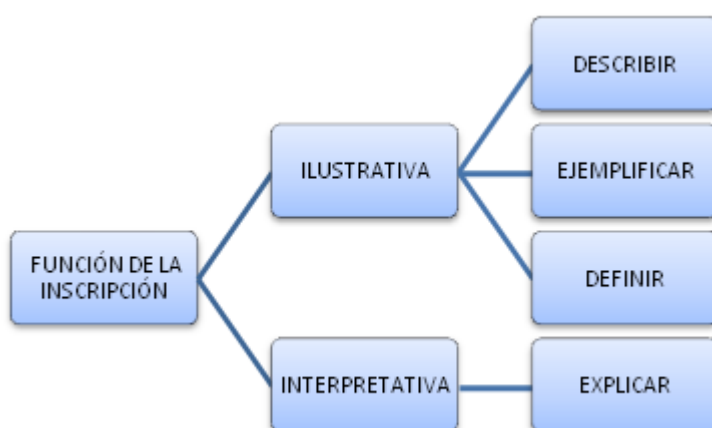 DESCRIBIR
ILUSTRATIVA
EJEMPLIFICAR
FUNCIÓN DE LA
INSCRIPCIÓN
DEFINIR
INTERPRETATIVA
EXPLICAR